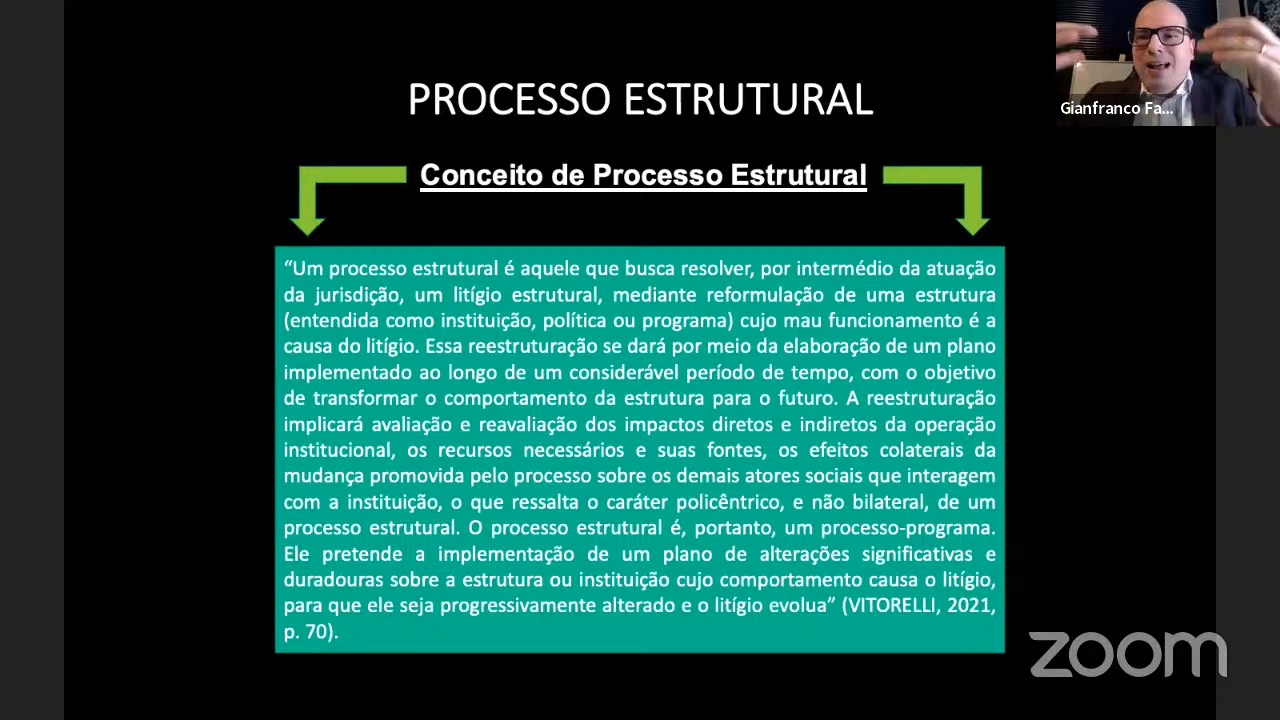 PROCESSO ESTRUTURAL
Gianfranco Fa...
Conceito de Processo Estrutural
“Um processo estrutural é aquele que busca resolver, por intermédio da atuação
da jurisdição, um litígio estrutural, mediante reformulação de uma estrutura
(entendida como instituição, política ou programa) cujo mau funcionamento é a
causa do litígio. Essa reestruturação se dará por meio da elaboração de um plano
implementado ao longo de um considerável período de tempo, com o objetivo
de transformar o comportamento da estrutura para o futuro. A reestruturação
implicará avaliação e reavaliação dos impactos diretos e indiretos da operação
institucional, os recursos necessários e suas fontes, os efeitos colaterais da
mudança promovida pelo processo sobre os demais atores sociais que interagem
com a instituição, o que ressalta o caráter policêntrico, e não bilateral, de um
processo estrutural. O processo estrutural é, portanto, um processo-programa.
Ele pretende a implementação de um plano de alterações significativas e
duradouras sobre a estrutura ou instituição cujo comportamento causa o litígio,
para que ele seja progressivamente alterado e o litígio evolua” (VITORELLI, 2021,
p. 70).
zoom